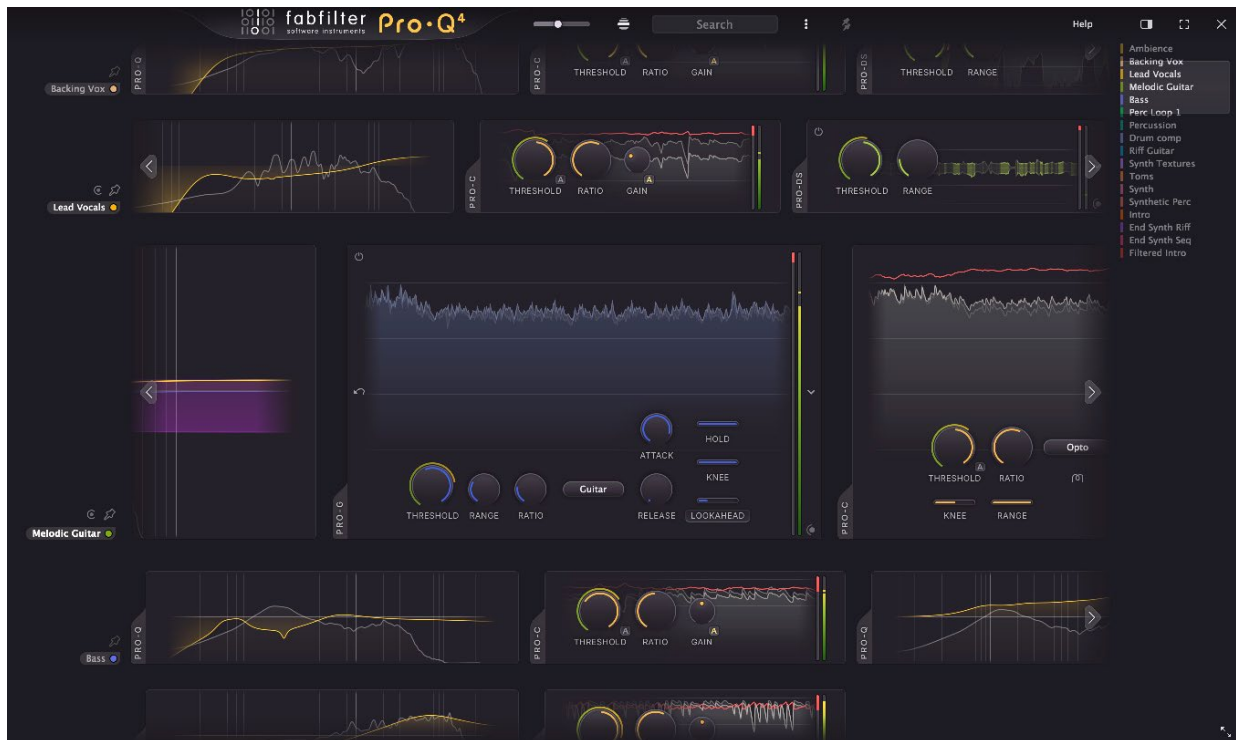 fabfilter
software instruments
Pro·Q⁴
Search
Help
Backing Vox
PRO-Q
PRO-C
THRESHOLD
A
RATIO
GAIN
A
PRO-DS
THRESHOLD
RANGE
Lead Vocals
PRO-C
THRESHOLD
A
RATIO
GAIN
A
PRO-DS
THRESHOLD
RANGE
Melodic Guitar
PRO-G
THRESHOLD
RANGE
RATIO
Guitar
ATTACK
RELEASE
HOLD
KNEE
LOOKAHEAD
PRO-C
THRESHOLD
A
RATIO
Opto
KNEE
RANGE
Bass
PRO-Q
PRO-C
THRESHOLD
A
RATIO
GAIN
A
PRO-Q
Ambience
Backing Vox
Lead Vocals
Melodic Guitar
Bass
Perc Loop 1
Percussion
Drum comp
Riff Guitar
Synth Textures
Toms
Synth
Synthetic Perc
Intro
End Synth Riff
End Synth Seq
Filtered Intro